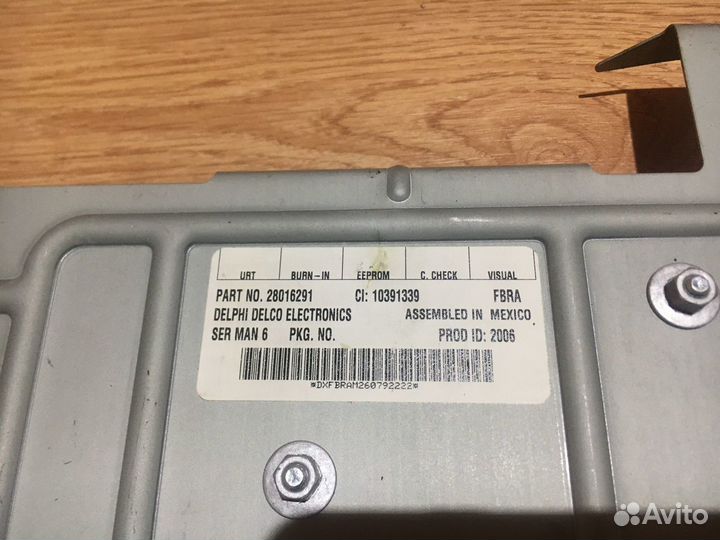 URT BURN-IN EEPROM C. CHECK VISUAL
PART NO. 28016291 CI: 10391339 FBRA
DELPHI DELCO ELECTRONICS ASSEMBLED IN MEXICO
SER MAN 6 PKG. NO. PROD ID: 2006
*DXFBRAM260792222*
Avito